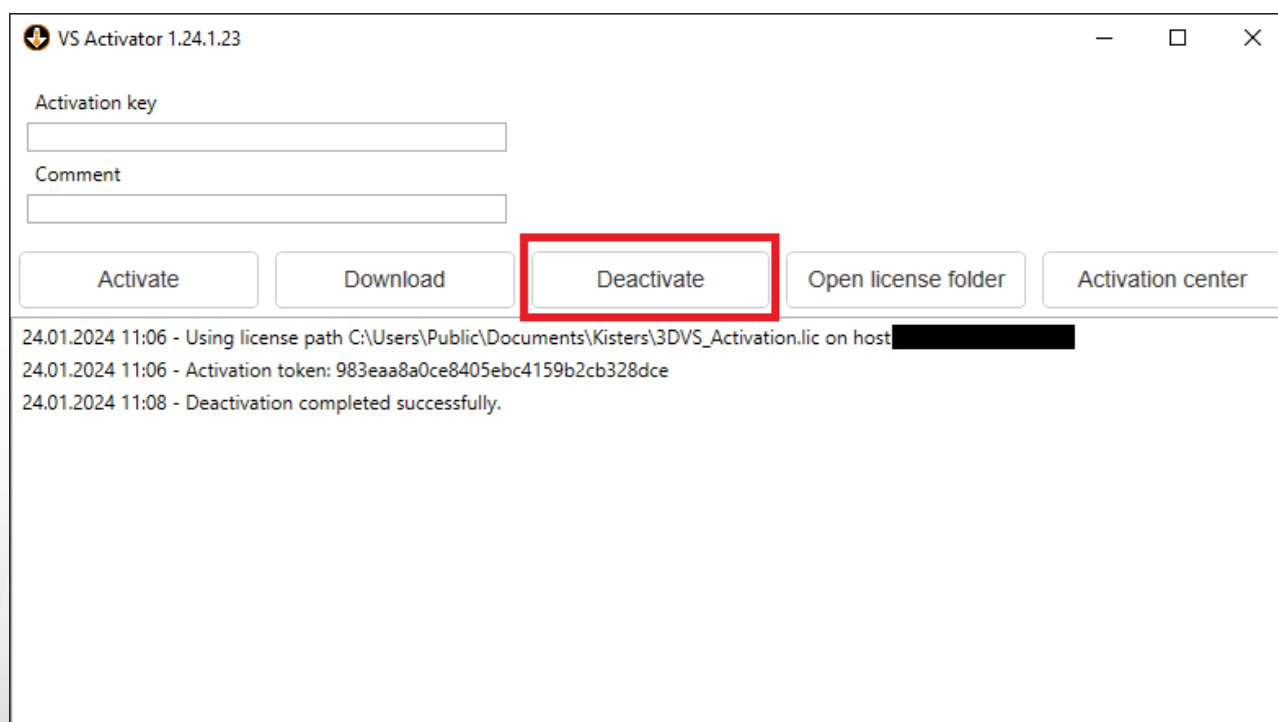 VS Activator 1.24.1.23
Activation key
Comment
Activate
Download
Deactivate
Open license folder
Activation center
24.01.2024 11:06 - Using license path C:\Users\Public\Documents\Kisters\3DVS_Activation.lic on host
24.01.2024 11:06 - Activation token: 983eaa8a0ce8405ebc4159b2cb328dce
24.01.2024 11:08 - Deactivation completed successfully.